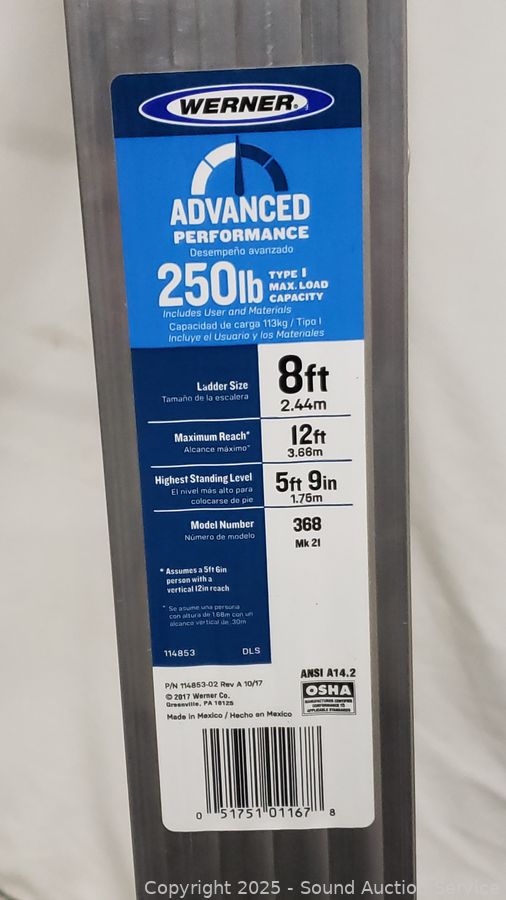 WERNER®
ADVANCED
PERFORMANCE
Desempeño avanzado
250lb TYPE I MAX. LOAD CAPACITY
Includes User and Materials
Capacidad de carga 113kg / Tipo I
Incluye el Usuario y los Materiales
Ladder Size 8ft
Tamaño de la escalera 2.44m
Maximum Reach* 12ft
Alcance máximo* 3.66m
Highest Standing Level 5ft 9in
El nivel más alto para
colocarse de pie 1.75m
Model Number 368
Número de modelo Mk 21
* Assumes a 5ft 6in
person with a
vertical 12in reach
* Se asume una persona
con altura de 1.68m con un
alcance vertical de .30m
114853 DLS
P/N 114853-02 Rev A 10/17
© 2017 Werner Co.
Greenville, PA 16125
Made in Mexico / Hecho en Mexico
ANSI A14.2
OSHA
MANUFACTURER CERTIFIES
CONFORMANCE TO
APPLICABLE STANDARDS
0 51751 01167 8
Copyright 2025 - Sound Auction Service